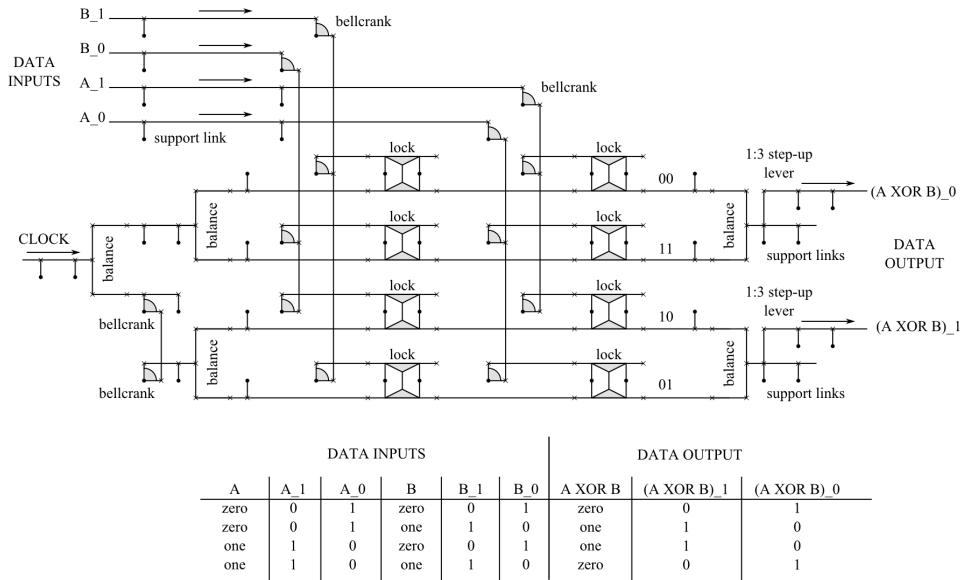 B_1
bellcrank
B_0
DATA
INPUTS
A_1
bellcrank
A_0
support link
lock
lock
1:3 step-up
lever
00
(A XOR B)_0
balance
balance
CLOCK
balance
lock
lock
11
support links
DATA
OUTPUT
lock
lock
1:3 step-up
lever
bellcrank
10
(A XOR B)_1
balance
balance
lock
lock
bellcrank
01
support links
DATA INPUTS DATA OUTPUT
A A_1 A_0 B B_1 B_0 A XOR B (A XOR B)_1 (A XOR B)_0
zero 0 1 zero 0 1 zero 0 1
zero 0 1 one 1 0 one 1 0
one 1 0 zero 0 1 one 1 0
one 1 0 one 1 0 zero 0 1